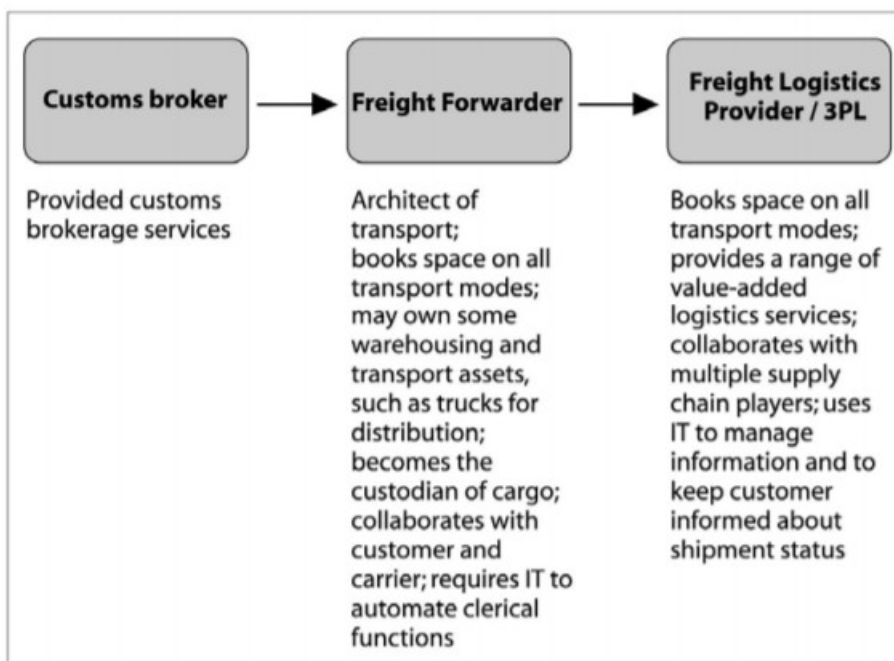 Customs broker
Freight Forwarder
Freight Logistics
Provider / 3PL
Provided customs
brokerage services
Architect of
transport;
books space on all
transport modes;
may own some
warehousing and
transport assets,
such as trucks for
distribution;
becomes the
custodian of cargo;
collaborates with
customer and
carrier; requires IT to
automate clerical
functions
Books space on all
transport modes;
provides a range of
value-added
logistics services;
collaborates with
multiple supply
chain players; uses
IT to manage
information and to
keep customer
informed about
shipment status